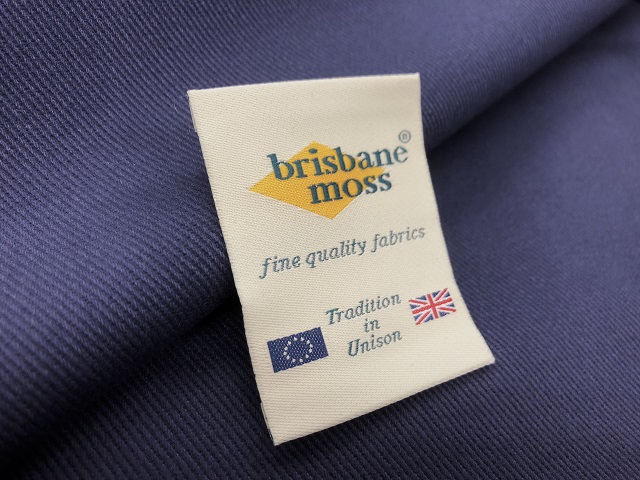 brisbane®
moss
fine quality fabrics
Tradition
in
Unison